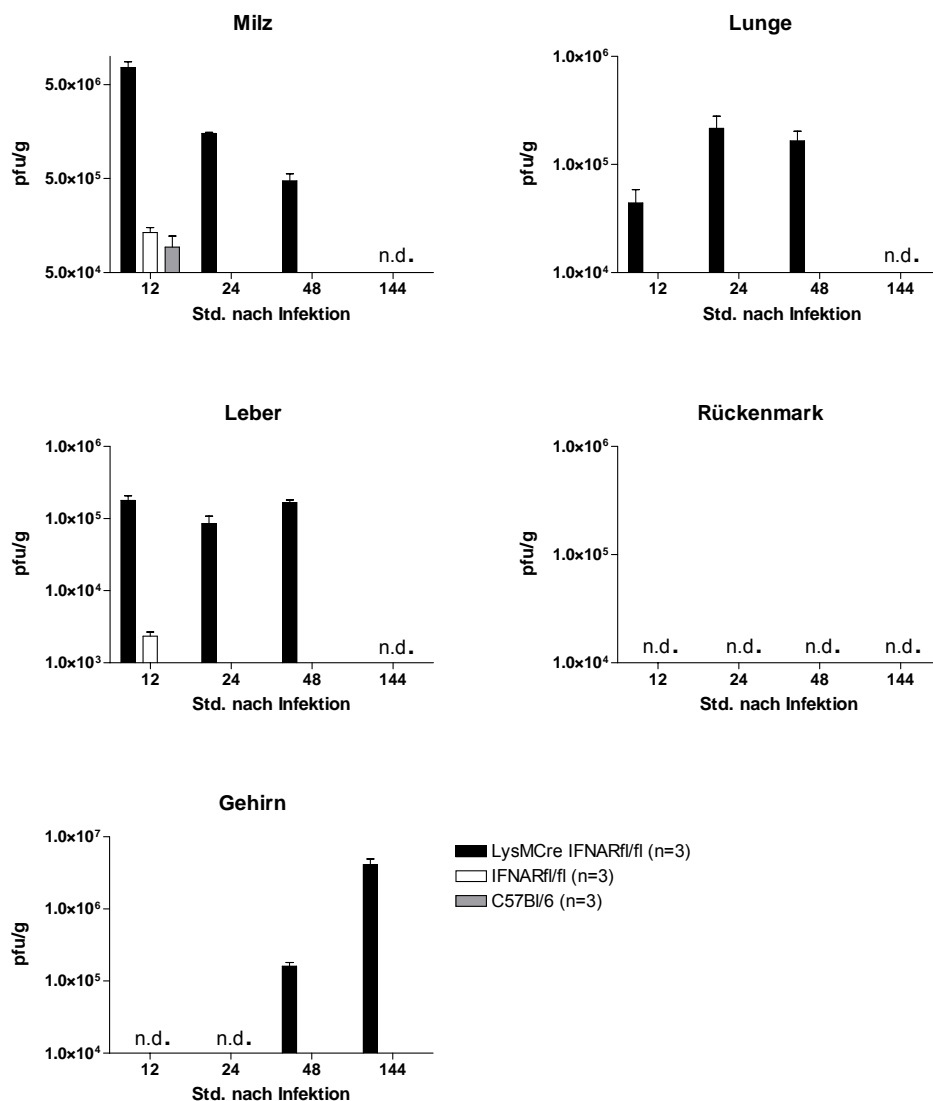 Milz
pfu/g
5.0×10⁶
5.0×10⁵
5.0×10⁴
n.d.
12 24 48 144
Std. nach Infektion
Lunge
pfu/g
1.0×10⁶
1.0×10⁵
1.0×10⁴
n.d.
12 24 48 144
Std. nach Infektion
Leber
pfu/g
1.0×10⁶
1.0×10⁵
1.0×10⁴
1.0×10³
n.d.
12 24 48 144
Std. nach Infektion
Rückenmark
pfu/g
1.0×10⁶
1.0×10⁵
1.0×10⁴
n.d. n.d. n.d. n.d.
12 24 48 144
Std. nach Infektion
Gehirn
pfu/g
1.0×10⁷
1.0×10⁶
1.0×10⁵
1.0×10⁴
n.d. n.d.
12 24 48 144
Std. nach Infektion
LysMCre IFNARfl/fl (n=3)
IFNARfl/fl (n=3)
C57Bl/6 (n=3)